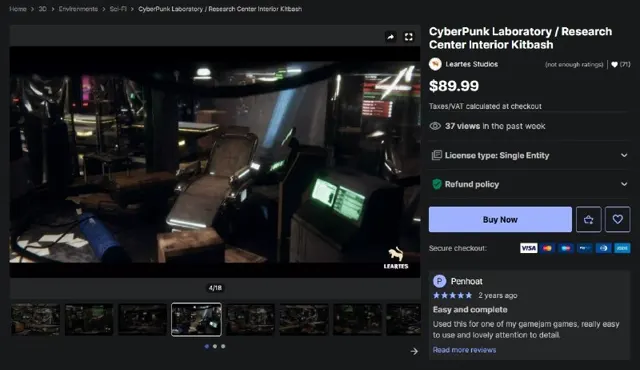 Home > 3D > Environments > Sci-Fi > CyberPunk Laboratory / Research Center Interior Kitbash
CyberPunk Laboratory / Research
Center Interior Kitbash
Leartes Studios
(not enough ratings)
(71)
$89.99
Taxes/VAT calculated at checkout
37 views in the past week
License type: Single Entity
Refund policy
Buy Now
Secure checkout:
VISA
LEARTES
4/18
P
Penhoat
2 years ago
Easy and complete
Used this for one of my gamejam games, really easy
to use and lovely attention to detail.
Read more reviews